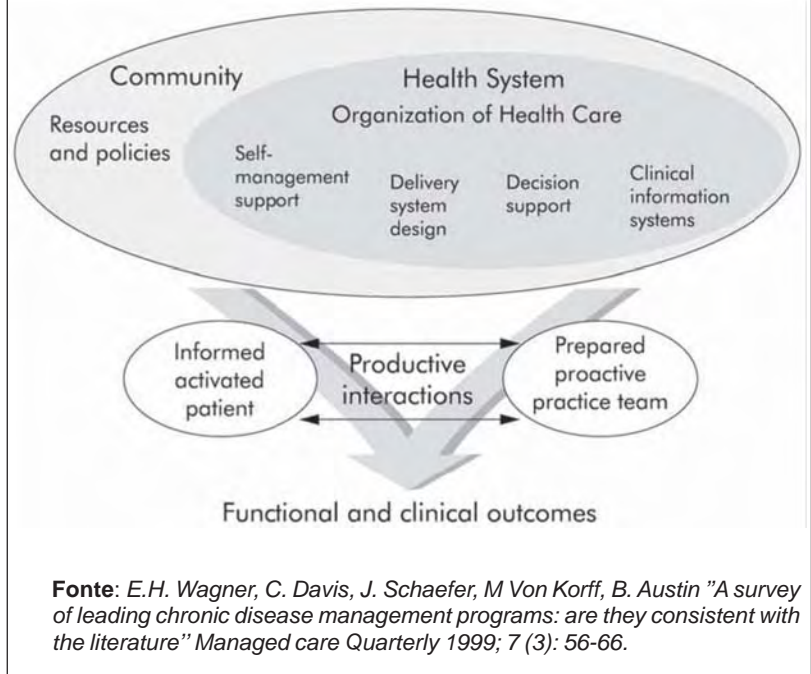 Community
Health System
Organization of Health Care
Resources
and policies
Self-
management
support
Delivery
system
design
Decision
support
Clinical
information
systems
Informed
activated
patient
Productive
interactions
Prepared
proactive
practice team
Functional and clinical outcomes
Fonte: E.H. Wagner, C. Davis, J. Schaefer, M Von Korff, B. Austin ”A survey
of leading chronic disease management programs: are they consistent with
the literature” Managed care Quarterly 1999; 7 (3): 56-66.